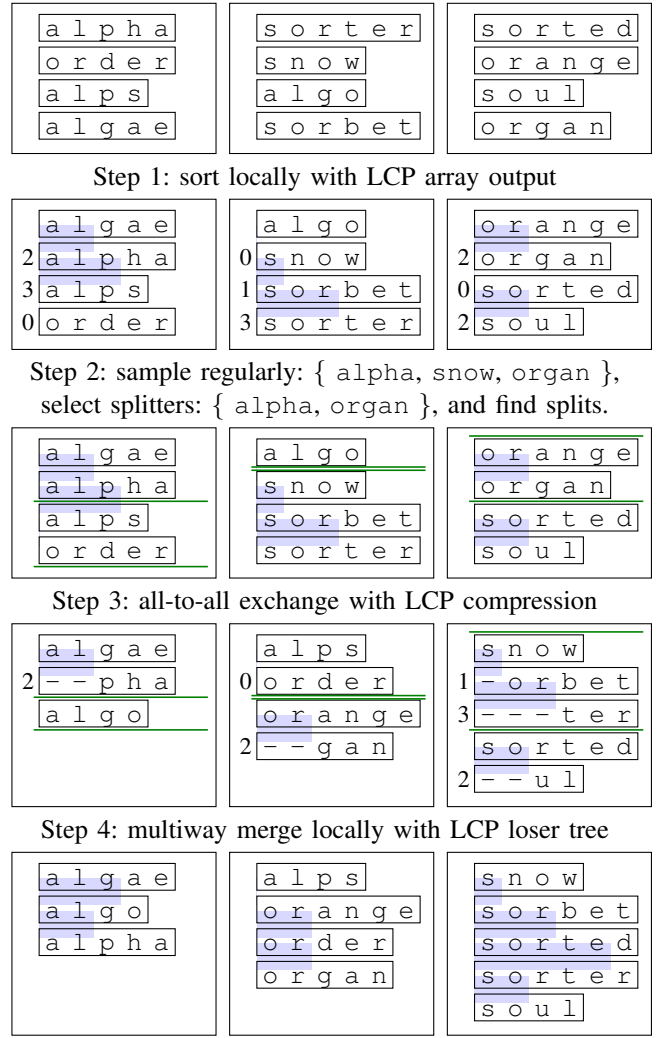 alpha sorter sorted
order snow orange
alps algo soul
algae sorbet organ
Step 1: sort locally with LCP array output
algae algo orange
2 alpha 0 snow 2 organ
3 alps 1 sorbet 0 sorted
0 order 3 sorter 2 soul
Step 2: sample regularly: { alpha, snow, organ },
select splitters: { alpha, organ }, and find splits.
algae algo orange
alpha snow organ
alps sorbet sorted
order sorter soul
Step 3: all-to-all exchange with LCP compression
algae alps snow
2 --pha 0 order 1 -orbet
algo orange 3 ---ter
2 --gan sorted
2 --ul
Step 4: multiway merge locally with LCP loser tree
algae alps snow
algo orange sorbet
alpha order sorted
organ sorter
soul